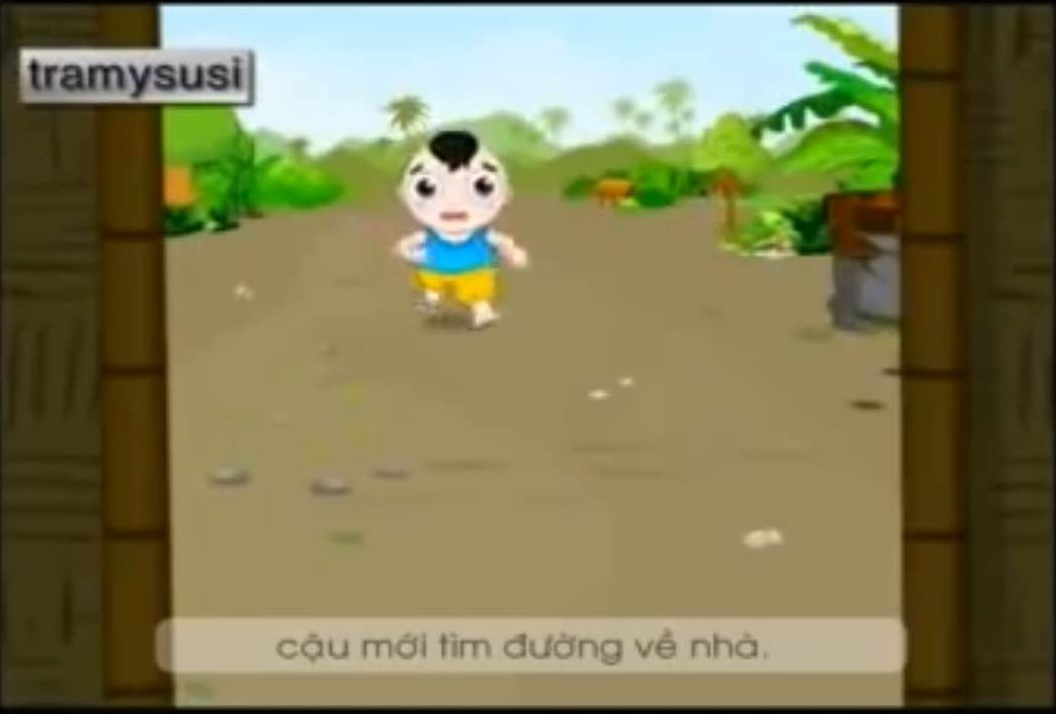 tramysusi
cậu mới tìm đường về nhà.